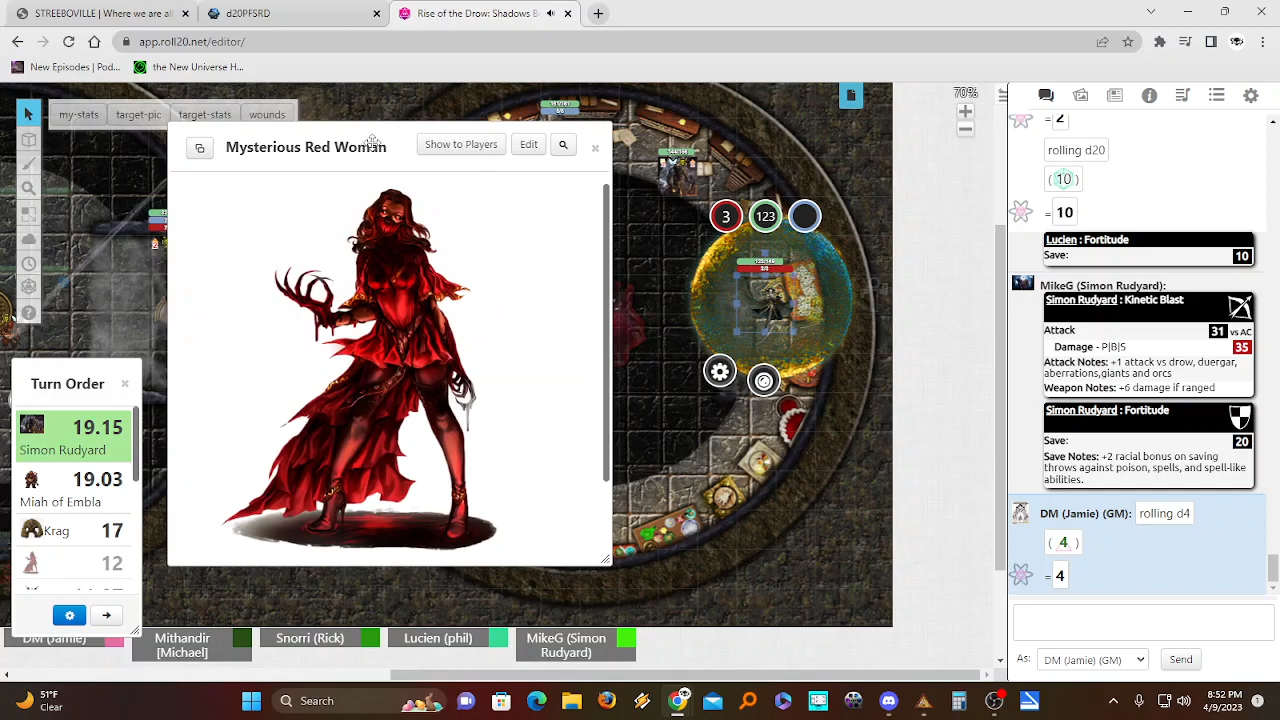 STREBOVILLE) Where we are al
d20PFSRD
Rise of the Drow: Shadows Be
app.roll20.net/editor/
New Episodes | Pod...
the New Universe H...
my-stats
target-pic
target-stats
wounds
70%
Mysterious Red Woman
Show to Players
Edit
3
123
Turn Order
19.15
Simon Rudyard
19.03
Miah of Embla
Krag
17
12
DM (Jamie)
Mithandir
[Michael]
Snorri (Rick)
Lucien (phil)
MikeG (Simon
Rudyard)
= 2
rolling d20
( 10 )
= 10
Lucien : Fortitude
Save:
10
MikeG (Simon Rudyard):
Simon Rudyard : Kinetic Blast
Attack
31 vs AC
Damage - P|B|S
35
Attack Notes: +1 attack vs drow, duergar,
aberrations,giants and orcs
Weapon Notes: +6 damage if ranged
Simon Rudyard : Fortitude
Save:
20
Save Notes: +2 racial bonus on saving
throws against poison, spells, and spell-like
abilities.
DM (Jamie) (GM): rolling d4
( 4 )
= 4
As:
DM (Jamie) (GM)
Send
51°F
Clear
Search
8:52 PM
4/9/2023